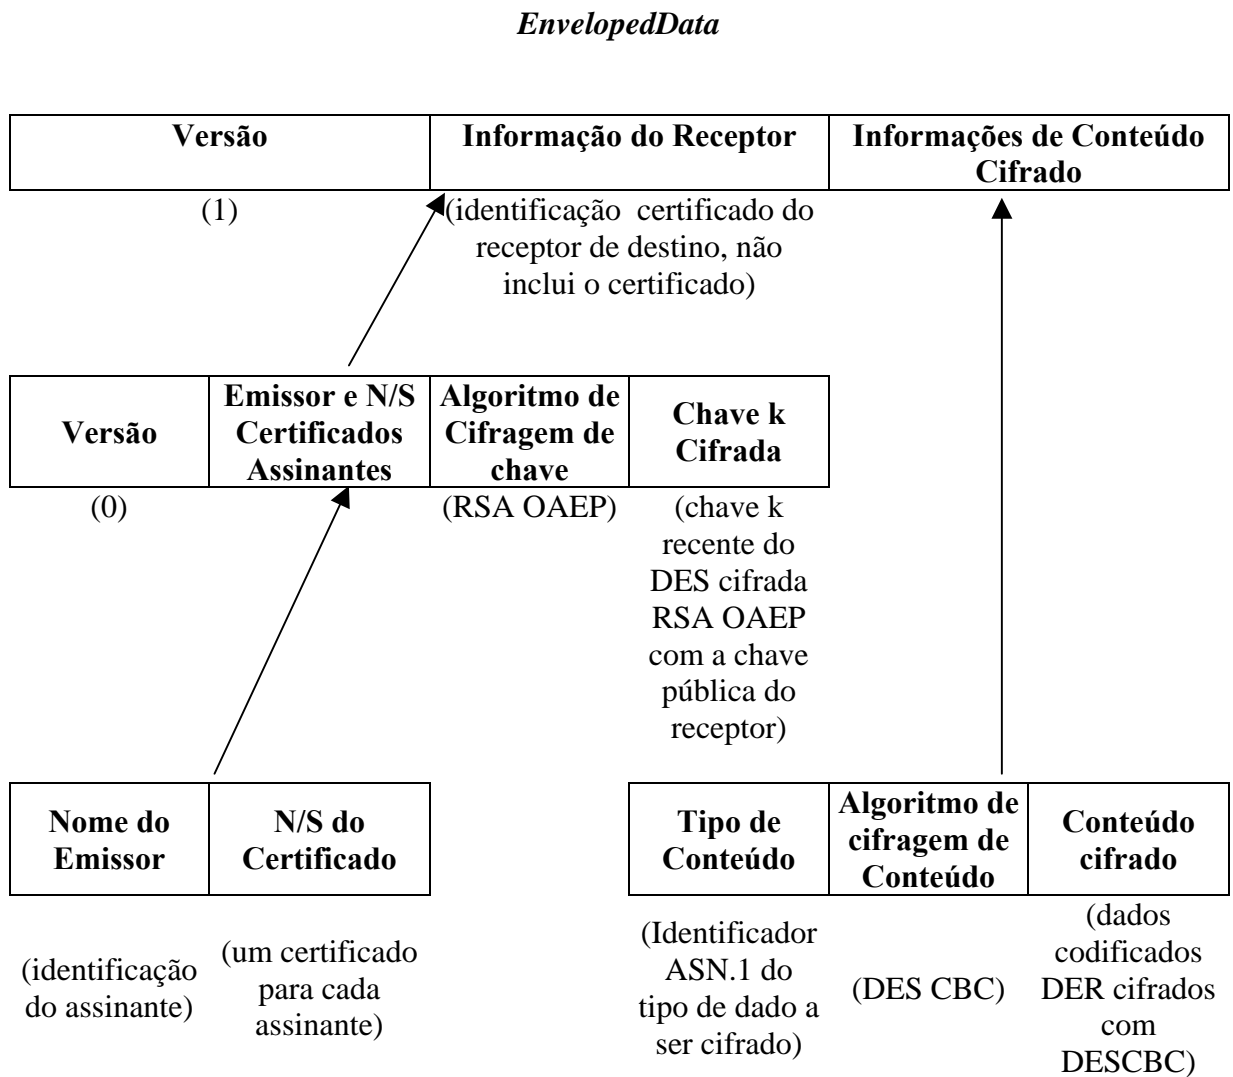 EnvelopedData
Versão
Informação do Receptor
Informações de Conteúdo
Cifrado
(1)
(identificação certificado do
receptor de destino, não
inclui o certificado)
Versão
Emissor e N/S
Certificados
Assinantes
Algoritmo de
Cifragem de
chave
Chave k
Cifrada
(0)
(RSA OAEP)
(chave k
recente do
DES cifrada
RSA OAEP
com a chave
pública do
receptor)
Nome do
Emissor
N/S do
Certificado
Tipo de
Conteúdo
Algoritmo de
cifragem de
Conteúdo
Conteúdo
cifrado
(identificação
do assinante)
(um certificado
para cada
assinante)
(Identificador
ASN.1 do
tipo de dado a
ser cifrado)
(DES CBC)
(dados
codificados
DER cifrados
com
DESCBC)